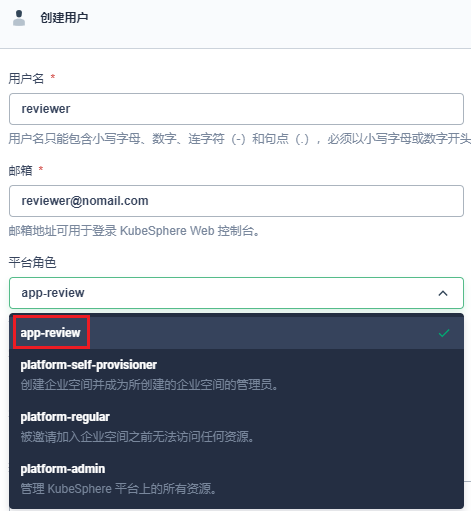 创建用户
用户名 *
reviewer
用户名只能包含小写字母、数字、连字符（-）和句点（.），必须以小写字母或数字开头
邮箱 *
reviewer@nomail.com
邮箱地址可用于登录 KubeSphere Web 控制台。
平台角色
app-review
app-review
platform-self-provisioner
创建企业空间并成为所创建的企业空间的管理员。
platform-regular
被邀请加入企业空间之前无法访问任何资源。
platform-admin
管理 KubeSphere 平台上的所有资源。